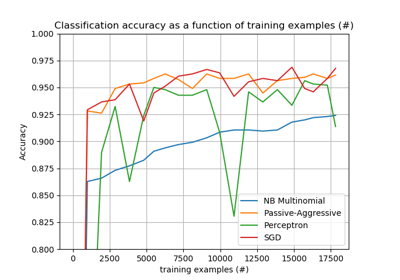 Classification accuracy as a function of training examples (#)
1.000
0.975
0.950
0.925
0.900
0.875
0.850
0.825
0.800
Accuracy
NB Multinomial
Passive-Aggressive
Perceptron
SGD
0 2500 5000 7500 10000 12500 15000 17500
training examples (#)